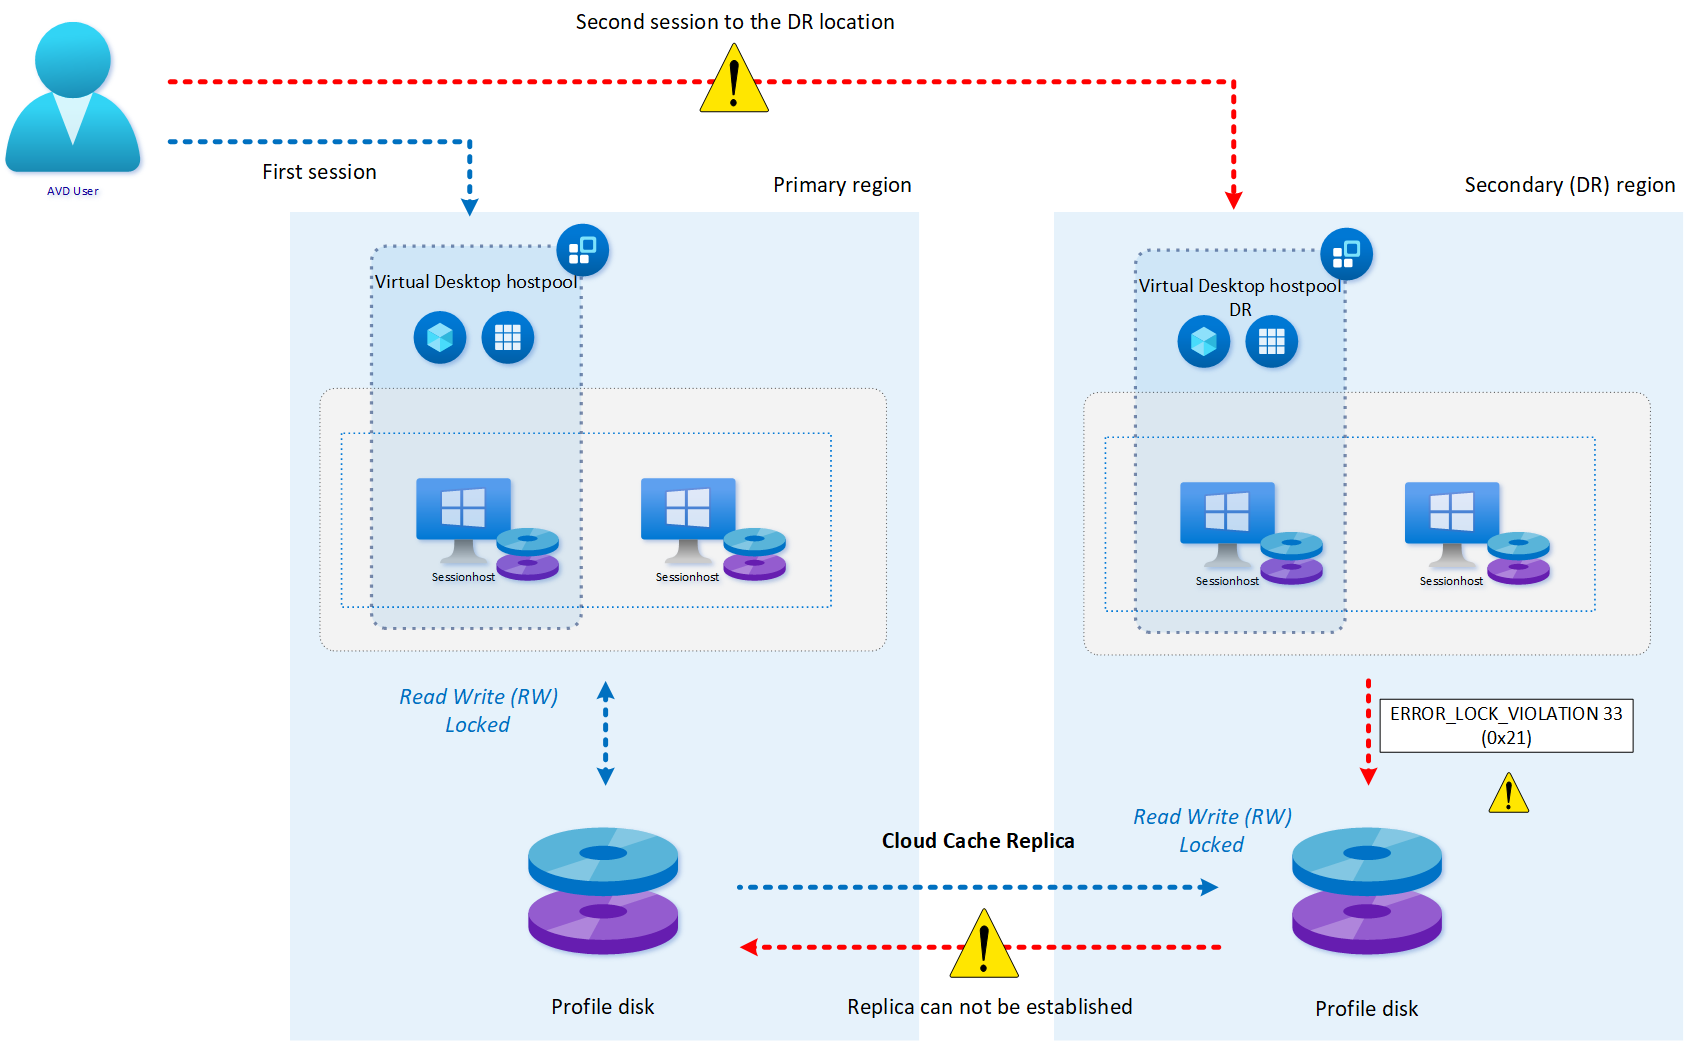 Second session to the DR location
First session
AVD User
Primary region
Secondary (DR) region
Virtual Desktop hostpool
Virtual Desktop hostpool
DR
Sessionhost
Sessionhost
Sessionhost
Sessionhost
Read Write (RW)
Locked
ERROR_LOCK_VIOLATION 33
(0x21)
Read Write (RW)
Locked
Cloud Cache Replica
Replica can not be established
Profile disk
Profile disk